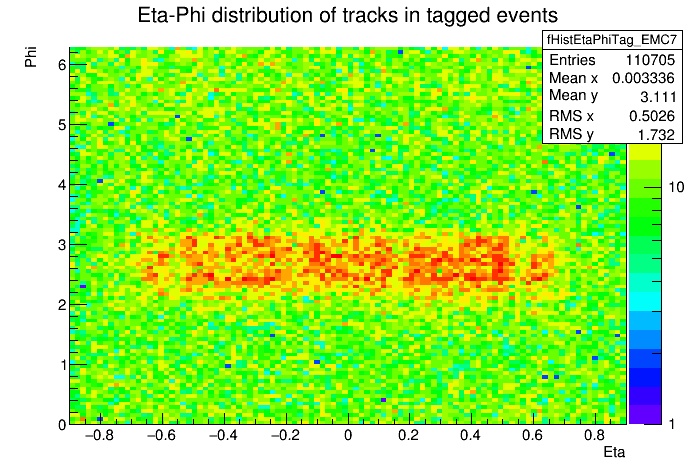 Eta-Phi distribution of tracks in tagged events
fHistEtaPhiTag_EMC7
Entries 110705
Mean x 0.003336
Mean y 3.111
RMS x 0.5026
RMS y 1.732
Phi
6
5
4
3
2
1
0
10
1
−0.8 −0.6 −0.4 −0.2 0 0.2 0.4 0.6 0.8
Eta